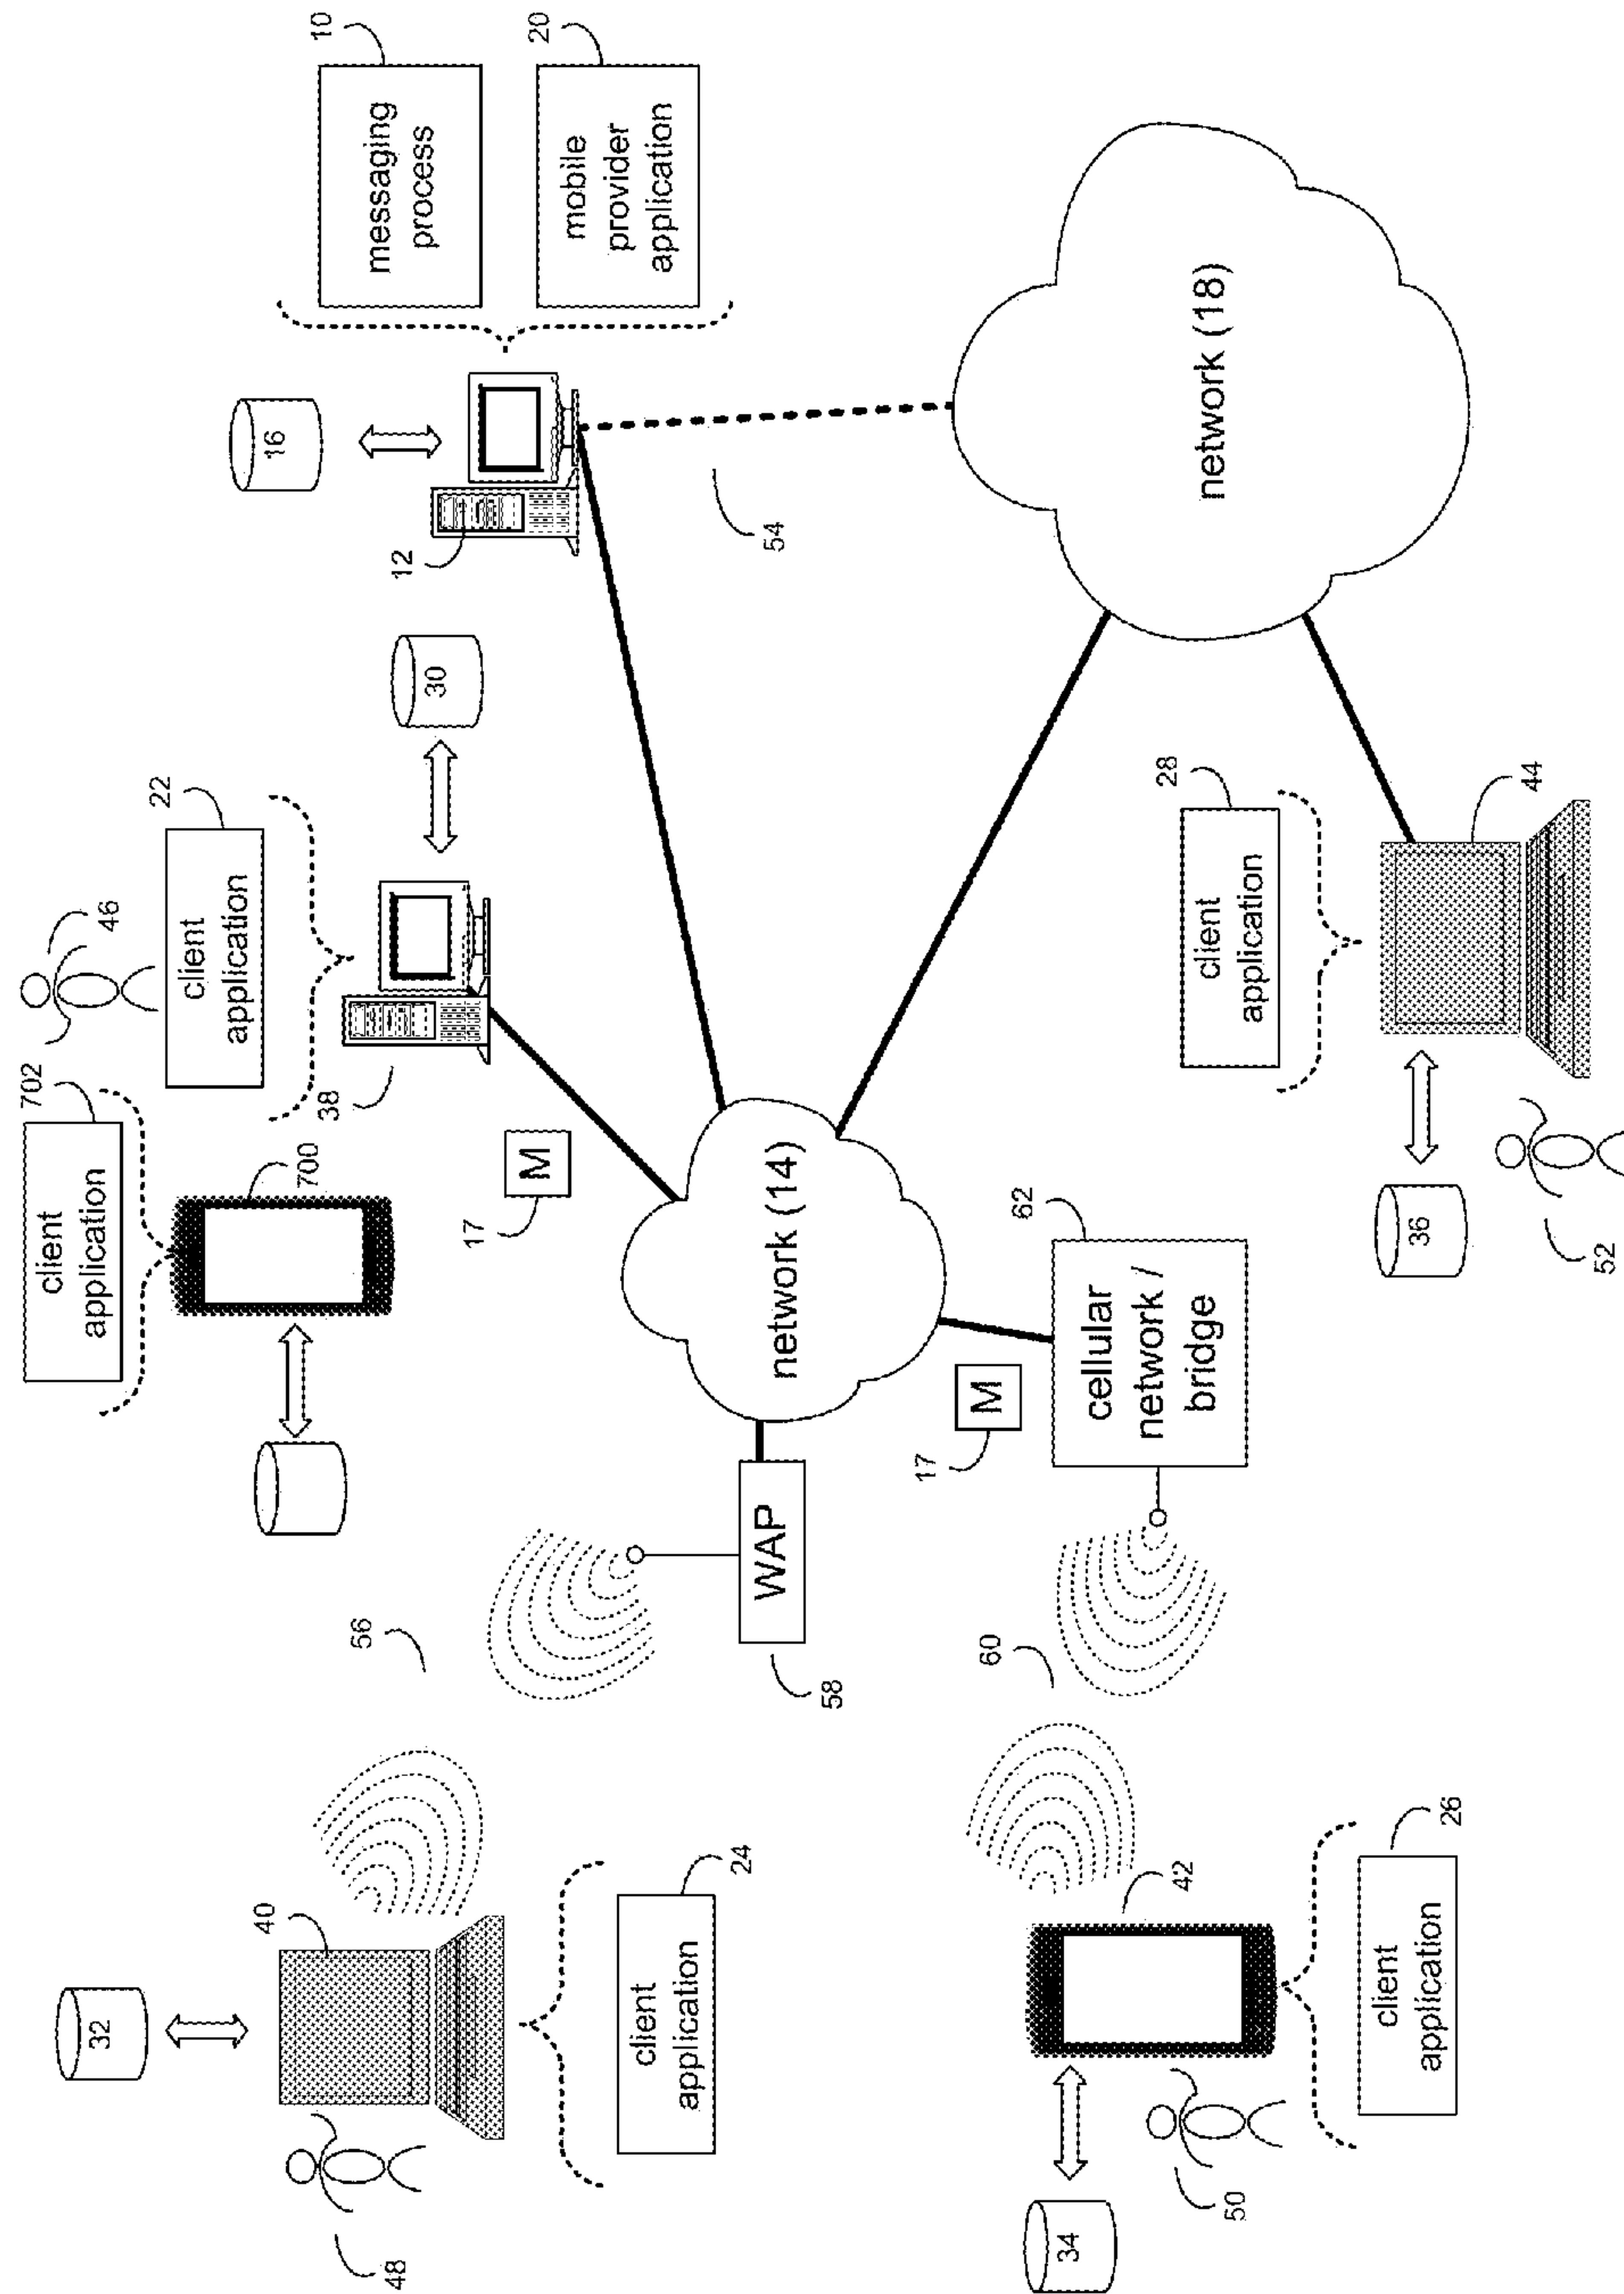 32
40
48
client
application
24
56
client
application
702
700
46
client
application
22
38
30
16
12
messaging
process
10
mobile
provider
application
20
17
M
WAP
58
network (14)
54
34
50
42
client
application
26
60
17
M
cellular
network /
bridge
62
network (18)
client
application
28
36
44
52